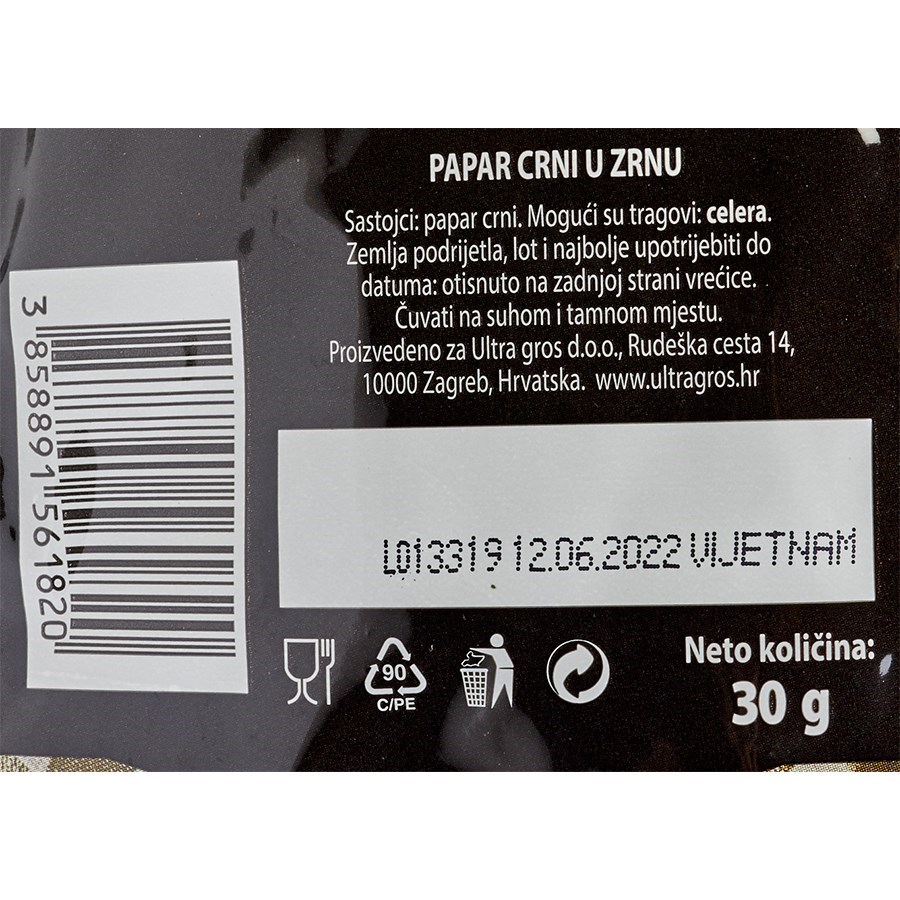 PAPAR CRNI U ZRNU
Sastojci: papar crni. Mogući su tragovi: celera.
Zemlja podrijetla, lot i najbolje upotrijebiti do
datuma: otisnuto na zadnjoj strani vrećice.
Čuvati na suhom i tamnom mjestu.
Proizvedeno za Ultra gros d.o.o., Rudeška cesta 14,
10000 Zagreb, Hrvatska. www.ultragros.hr
3 858891 561820
L013319 12.06.2022 VIJETNAM
90
C/PE
Neto količina:
30 g